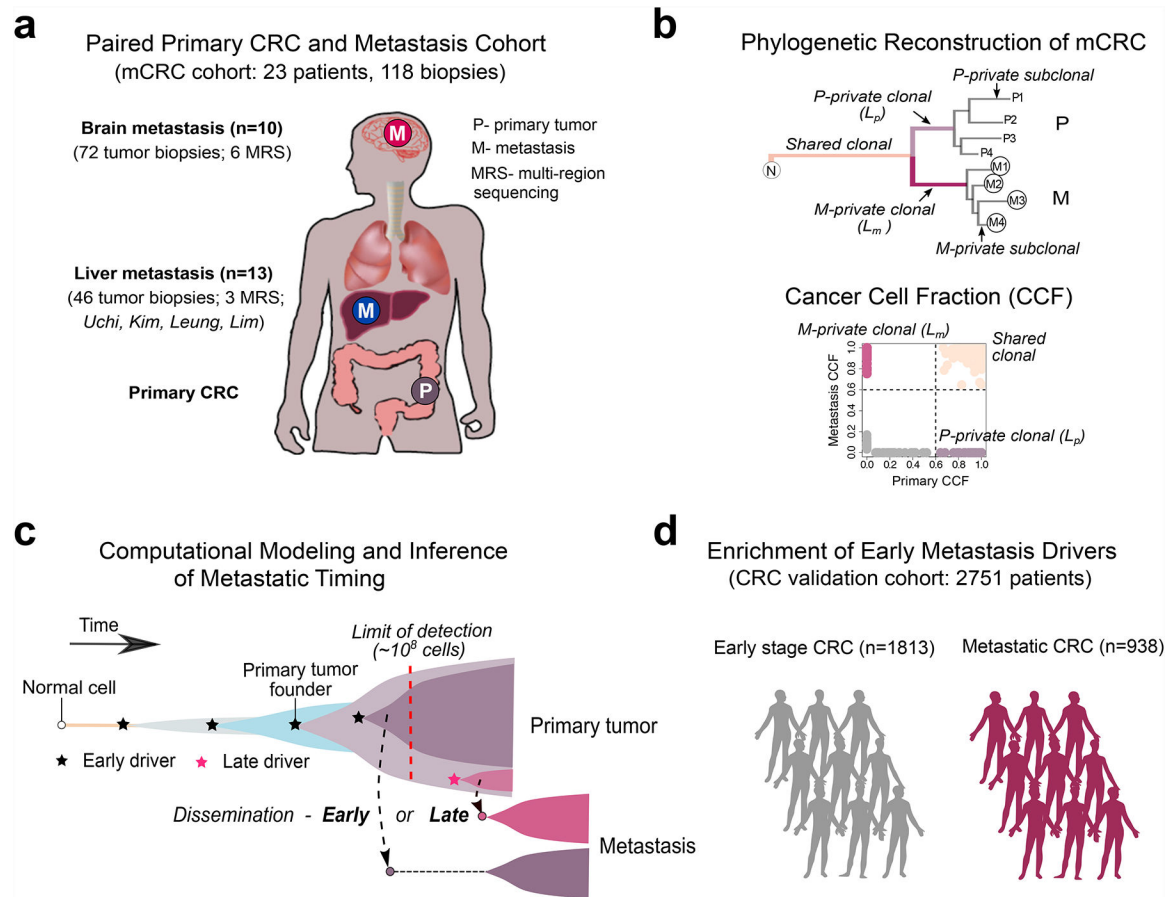 a
Paired Primary CRC and Metastasis Cohort
(mCRC cohort: 23 patients, 118 biopsies)
Brain metastasis (n=10)
(72 tumor biopsies; 6 MRS)
M
P- primary tumor
M- metastasis
MRS- multi-region
sequencing
Liver metastasis (n=13)
(46 tumor biopsies; 3 MRS;
Uchi, Kim, Leung, Lim)
M
Primary CRC
P
b
Phylogenetic Reconstruction of mCRC
P-private subclonal
P-private clonal
(Lp)
Shared clonal
N
P1
P2
P3
P4
P
M1
M2
M3
M4
M
M-private clonal
(Lm )
M-private subclonal
Cancer Cell Fraction (CCF)
M-private clonal (Lm)
Shared
clonal
P-private clonal (Lp)
Metastasis CCF
1.0
0.8
0.6
0.4
0.2
0.0
0.0 0.2 0.4 0.6 0.8 1.0
Primary CCF
c
Computational Modeling and Inference
of Metastatic Timing
Time
Limit of detection
(~10⁸ cells)
Primary tumor
founder
Normal cell
Primary tumor
Early driver
Late driver
Dissemination - Early or Late
Metastasis
d
Enrichment of Early Metastasis Drivers
(CRC validation cohort: 2751 patients)
Early stage CRC (n=1813)
Metastatic CRC (n=938)